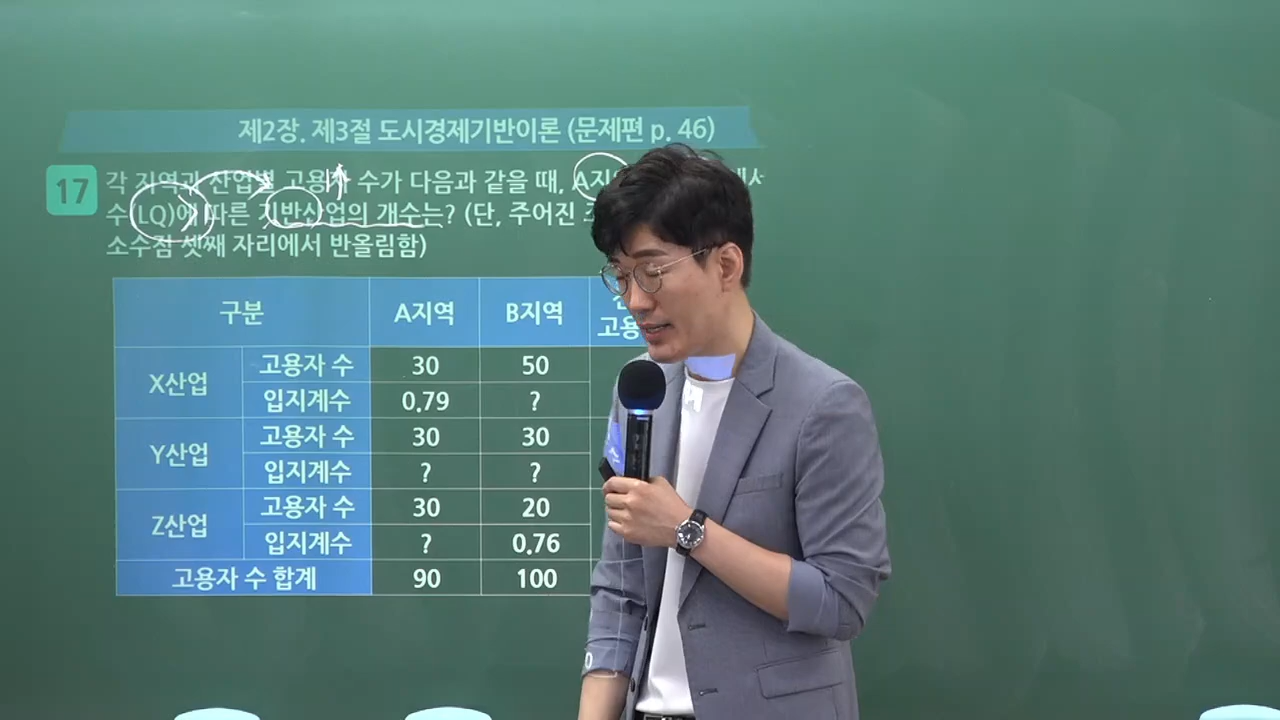 제2장. 제3절 도시경제기반이론 (문제편 p. 46)
17 각 지역과 산업별 고용자 수가 다음과 같을 때,
수(LQ)에 따른 기반산업의 개수는? (단, 주어진
소수점 셋째 자리에서 반올림함)
구분 A지역 B지역
X산업 고용자 수 30 50
입지계수 0.79 ?
Y산업 고용자 수 30 30
입지계수 ? ?
Z산업 고용자 수 30 20
입지계수 ? 0.76
고용자 수 합계 90 100